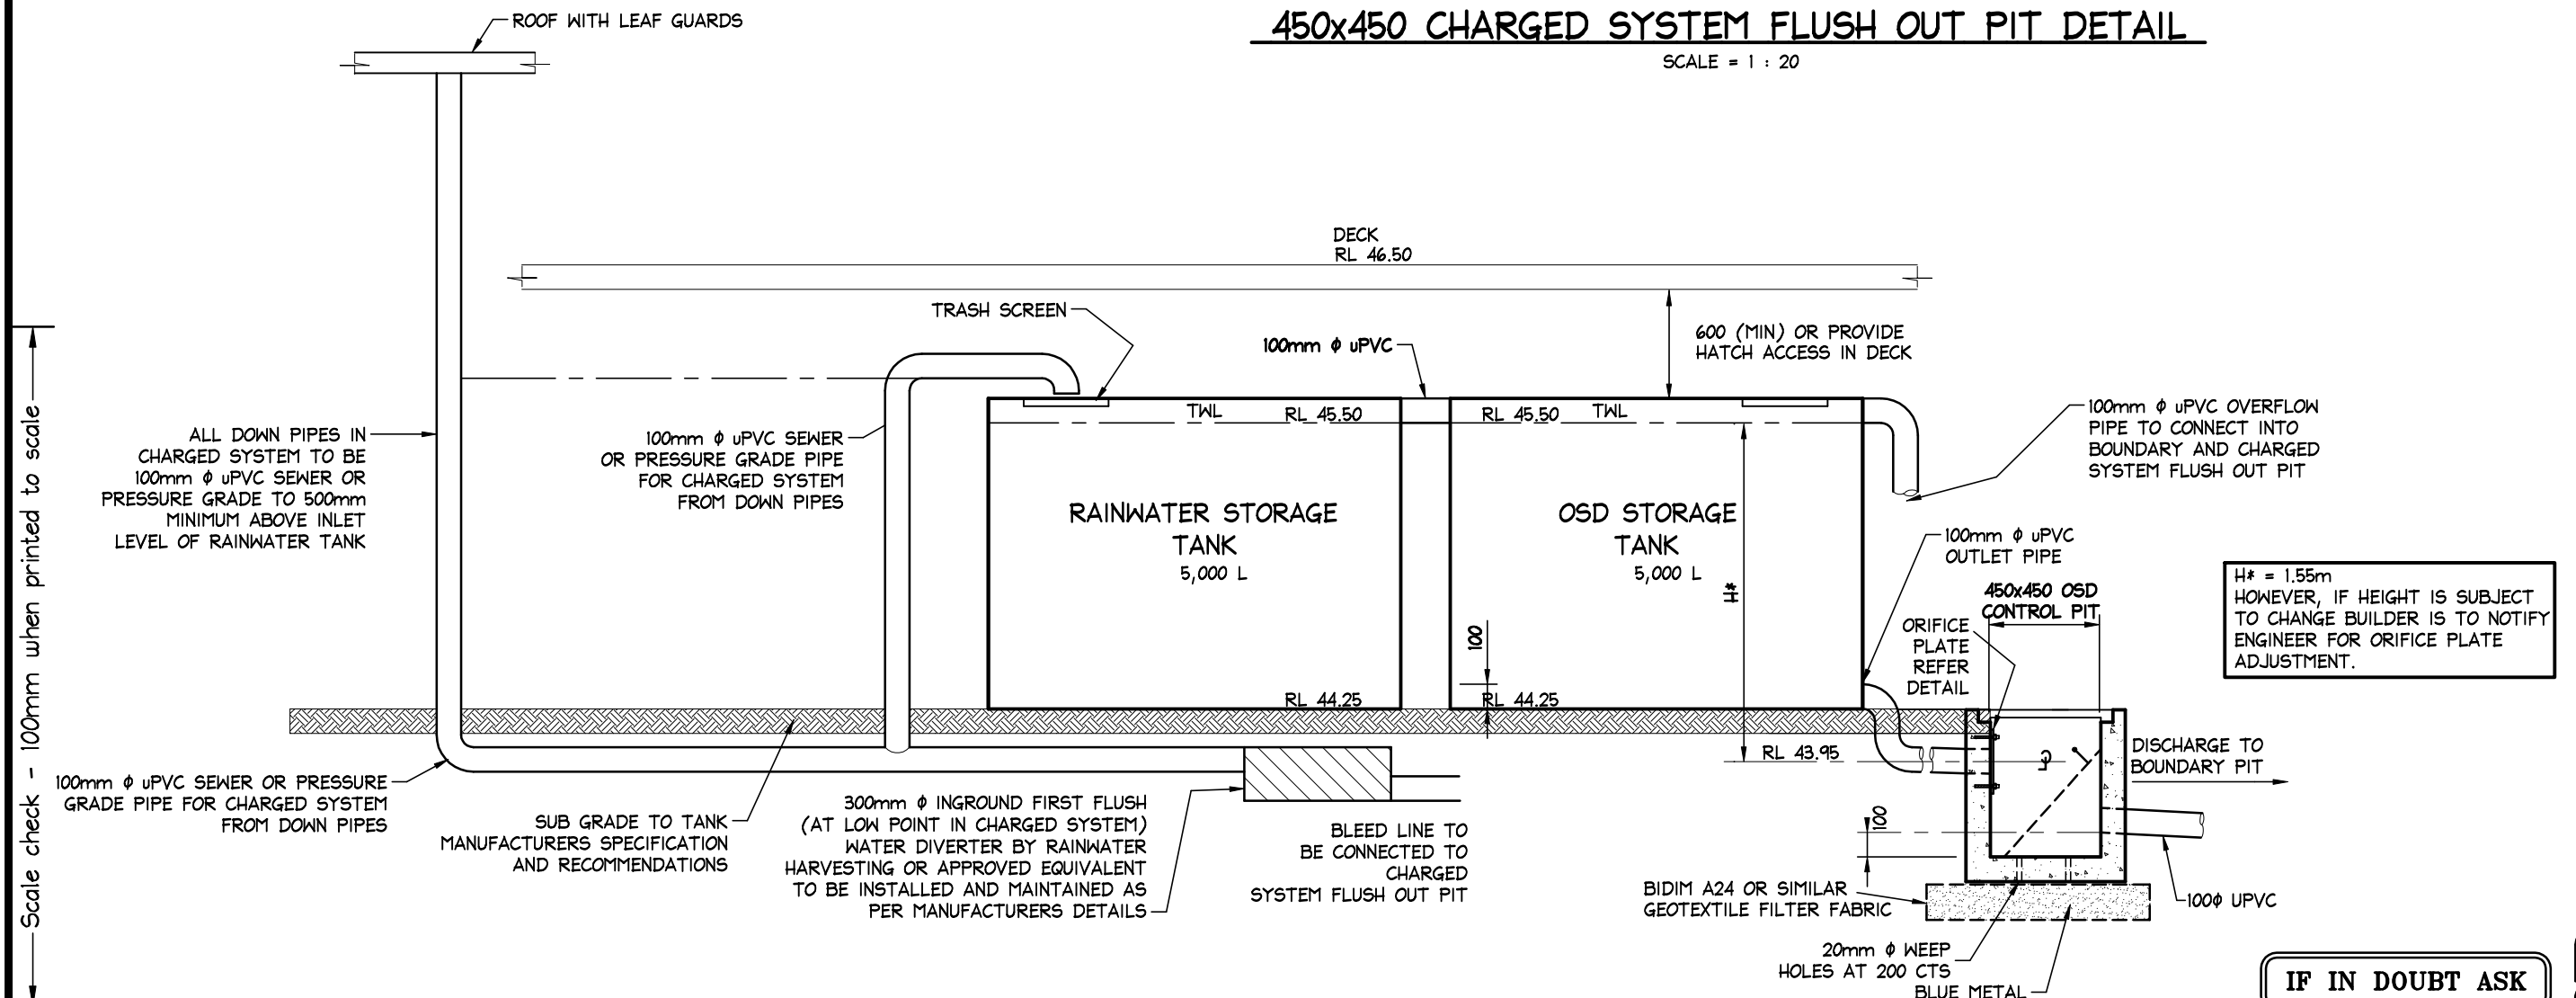 450x450 CHARGED SYSTEM FLUSH OUT PIT DETAIL
SCALE = 1 : 20
ROOF WITH LEAF GUARDS
DECK
RL 46.50
TRASH SCREEN
100mm ϕ uPVC
600 (MIN) OR PROVIDE
HATCH ACCESS IN DECK
TWL
RL 45.50
RL 45.50
TWL
ALL DOWN PIPES IN
CHARGED SYSTEM TO BE
100mm ϕ uPVC SEWER OR
PRESSURE GRADE TO 500mm
MINIMUM ABOVE INLET
LEVEL OF RAINWATER TANK
100mm ϕ uPVC SEWER
OR PRESSURE GRADE PIPE
FOR CHARGED SYSTEM
FROM DOWN PIPES
RAINWATER STORAGE
TANK
5,000 L
OSD STORAGE
TANK
5,000 L
H*
100
100mm ϕ uPVC OVERFLOW
PIPE TO CONNECT INTO
BOUNDARY AND CHARGED
SYSTEM FLUSH OUT PIT
100mm ϕ uPVC
OUTLET PIPE
450x450 OSD
CONTROL PIT
ORIFICE
PLATE
REFER
DETAIL
H* = 1.55m
HOWEVER, IF HEIGHT IS SUBJECT
TO CHANGE BUILDER IS TO NOTIFY
ENGINEER FOR ORIFICE PLATE
ADJUSTMENT.
RL 44.25
RL 44.25
RL 43.95
DISCHARGE TO
BOUNDARY PIT
100mm ϕ uPVC SEWER OR PRESSURE
GRADE PIPE FOR CHARGED SYSTEM
FROM DOWN PIPES
SUB GRADE TO TANK
MANUFACTURERS SPECIFICATION
AND RECOMMENDATIONS
300mm ϕ INGROUND FIRST FLUSH
(AT LOW POINT IN CHARGED SYSTEM)
WATER DIVERTER BY RAINWATER
HARVESTING OR APPROVED EQUIVALENT
TO BE INSTALLED AND MAINTAINED AS
PER MANUFACTURERS DETAILS
BLEED LINE TO
BE CONNECTED TO
CHARGED
SYSTEM FLUSH OUT PIT
100
BIDIM A24 OR SIMILAR
GEOTEXTILE FILTER FABRIC
100ϕ UPVC
20mm ϕ WEEP
HOLES AT 200 CTS
BLUE METAL
IF IN DOUBT ASK
Scale check - 100mm when printed to scale